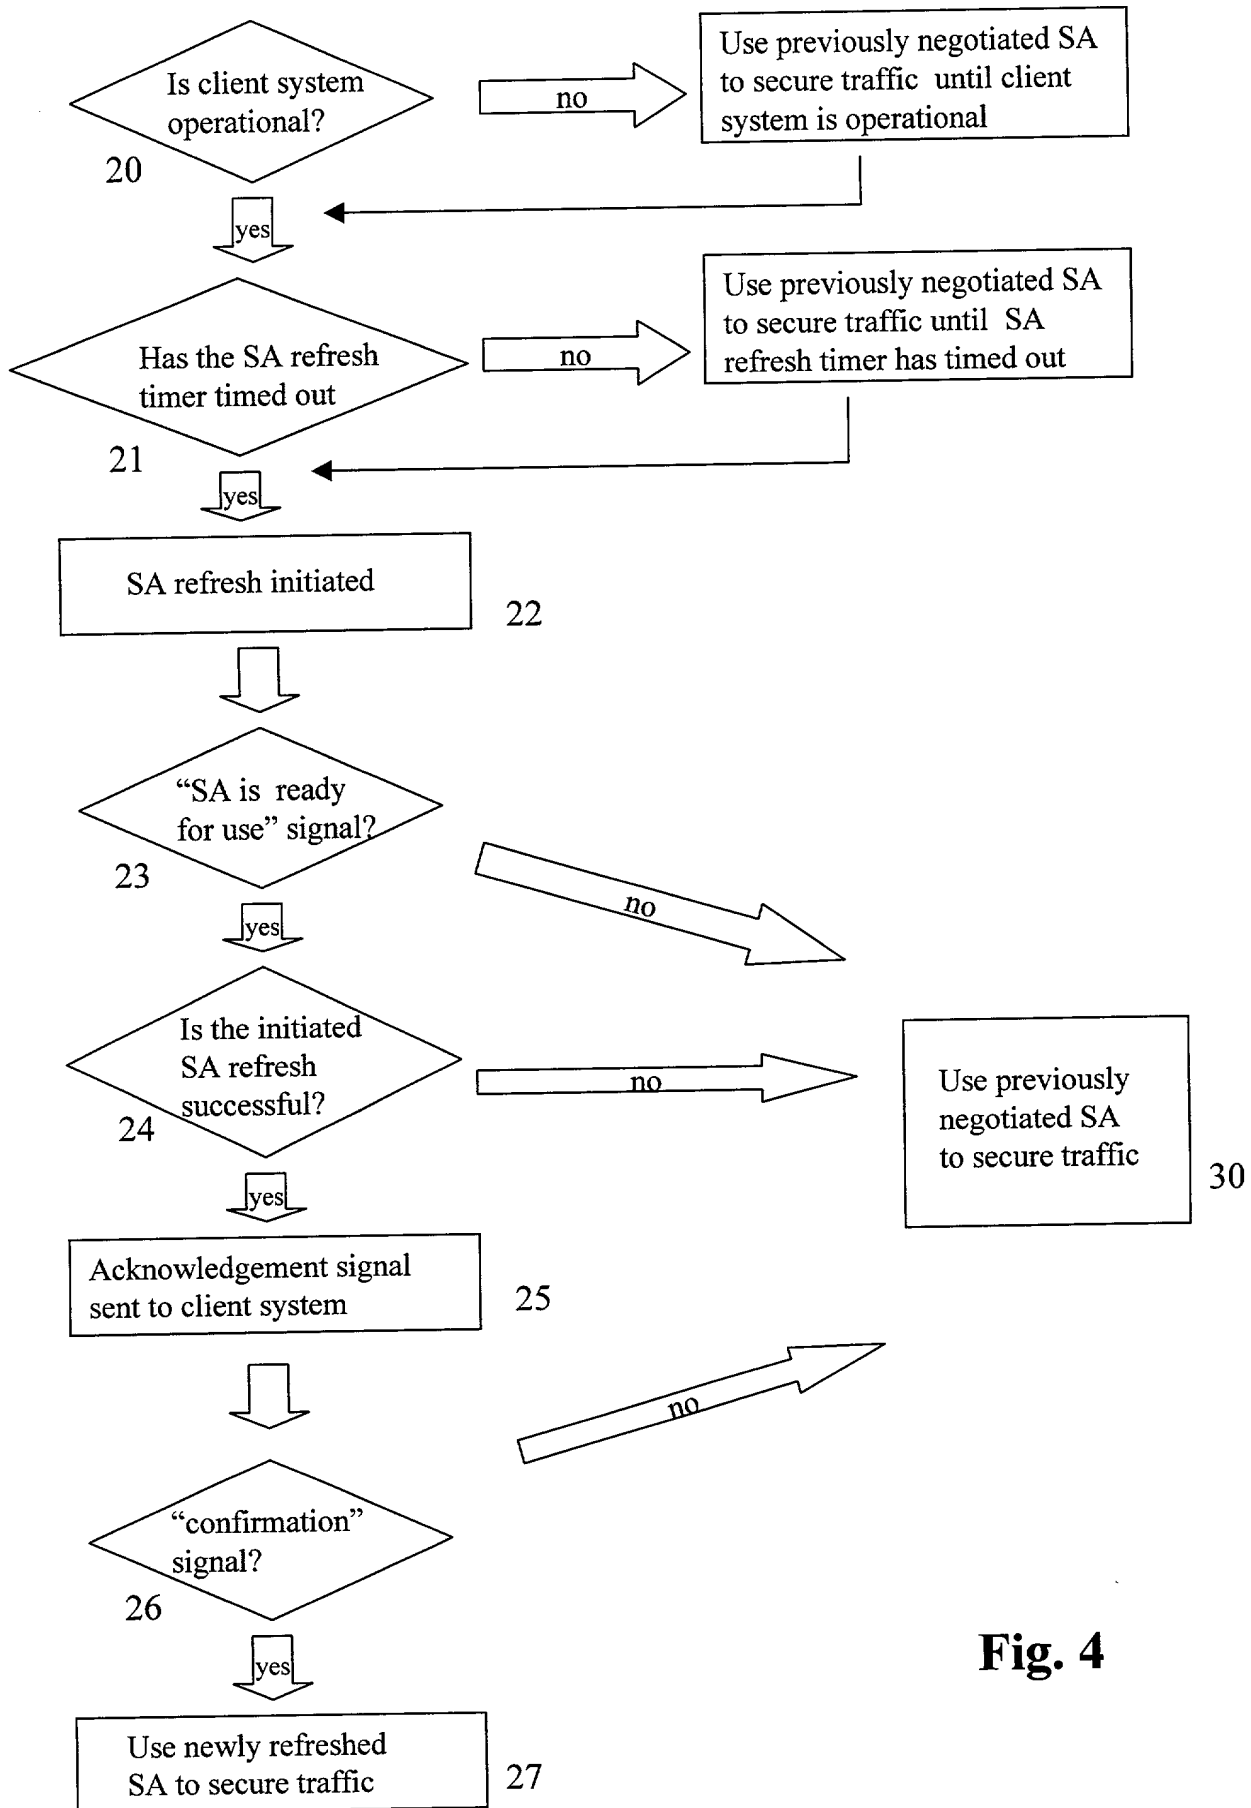 Is client system
operational?
20
no
Use previously negotiated SA
to secure traffic until client
system is operational
yes
Has the SA refresh
timer timed out
21
no
Use previously negotiated SA
to secure traffic until SA
refresh timer has timed out
yes
SA refresh initiated
22
“SA is ready
for use” signal?
23
no
yes
Is the initiated
SA refresh
successful?
24
no
Use previously
negotiated SA
to secure traffic
30
yes
Acknowledgement signal
sent to client system
25
no
“confirmation”
signal?
26
yes
Fig. 4
Use newly refreshed
SA to secure traffic
27